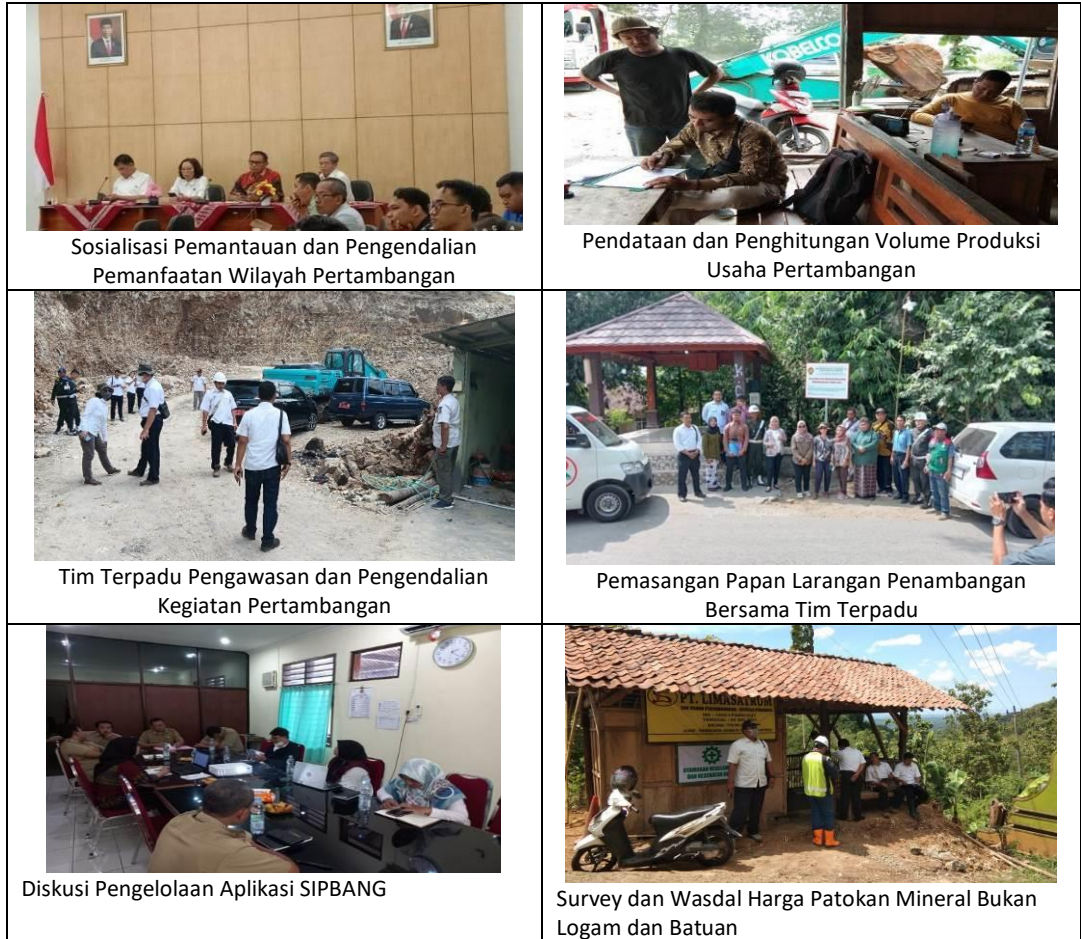 KOBELCO
Sosialisasi Pemantauan dan Pengendalian
Pemanfaatan Wilayah Pertambangan
Pendataan dan Penghitungan Volume Produksi
Usaha Pertambangan
Tim Terpadu Pengawasan dan Pengendalian
Kegiatan Pertambangan
Pemasangan Papan Larangan Penambangan
Bersama Tim Terpadu
PT. LIMASATRUM
Diskusi Pengelolaan Aplikasi SIPBANG
Survey dan Wasdal Harga Patokan Mineral Bukan
Logam dan Batuan